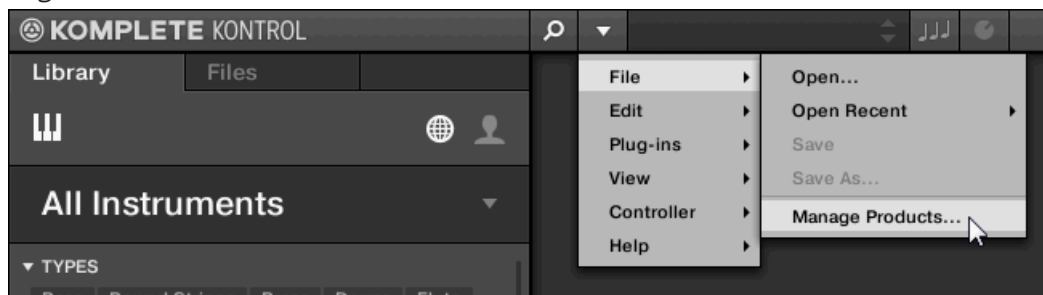 KOMPLETE KONTROL
Library
Files
All Instruments
TYPES
File
Edit
Plug-ins
View
Controller
Help
Open...
Open Recent
Save
Save As...
Manage Products...